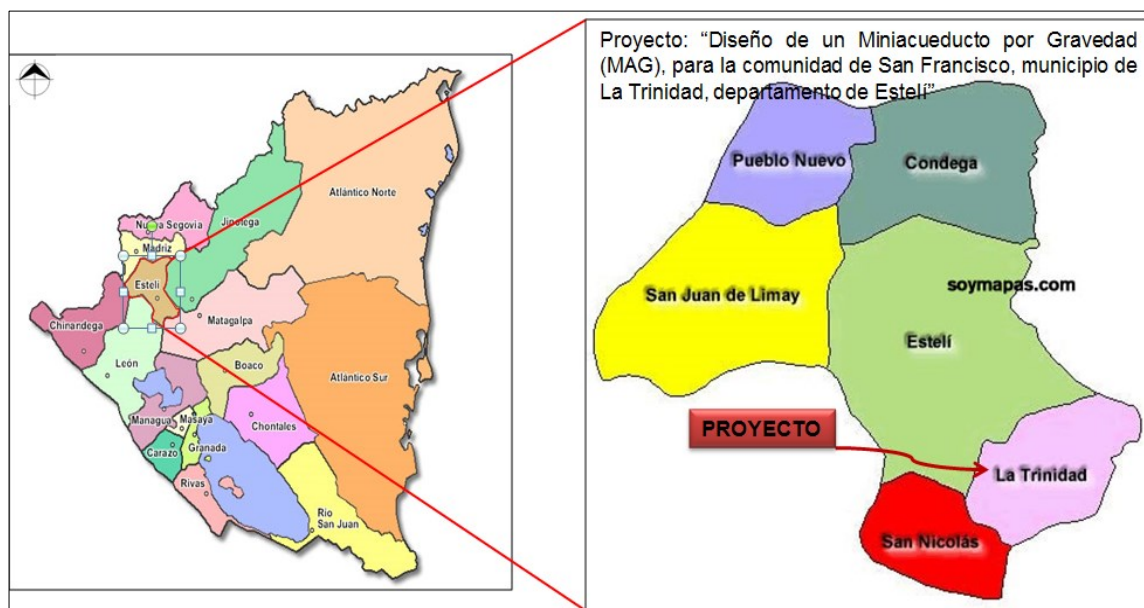 Proyecto: “Diseño de un Miniacueducto por Gravedad
(MAG), para la comunidad de San Francisco, municipio de
La Trinidad, departamento de Estelí”
Atlántico Norte
Nueva Segovia
Jinotega
Madriz
Estelí
Chinandega
Matagalpa
León
Boaco
Atlántico Sur
Managua
Masaya
Chontales
Carazo
Granada
Rivas
Río
San Juan
Pueblo Nuevo
Condega
San Juan de Limay
soymapas.com
Estelí
PROYECTO
La Trinidad
San Nicolás